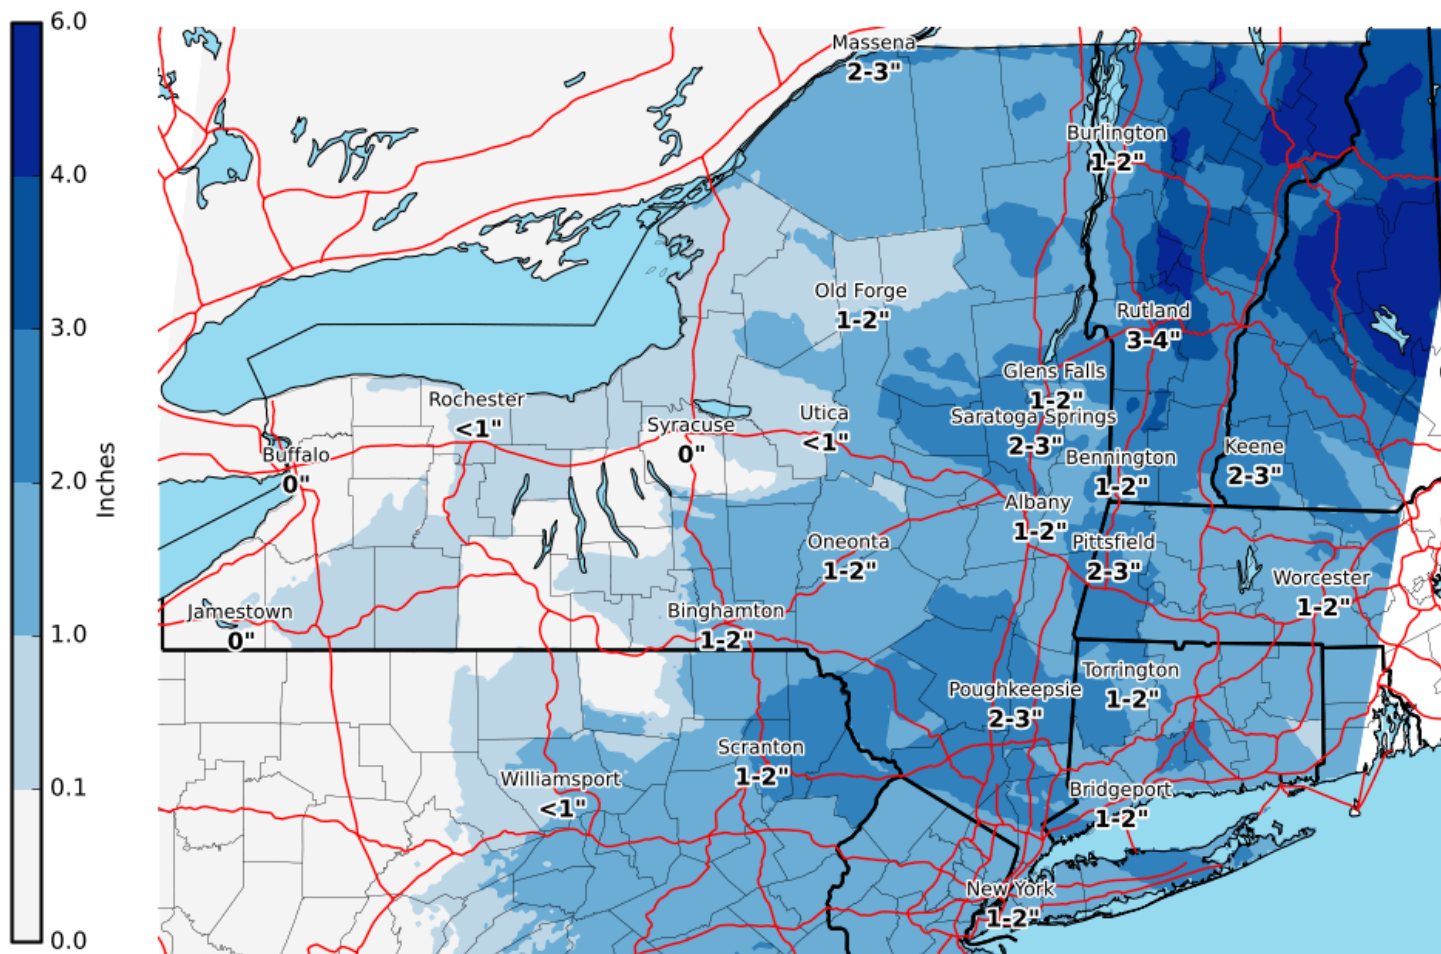 6.0
4.0
3.0
2.0
1.0
0.1
0.0
Inches
Massena
2-3"
Burlington
1-2"
Old Forge
1-2"
Rutland
3-4"
Glens Falls
1-2"
Rochester
<1"
Syracuse
0"
Utica
<1"
Saratoga Springs
2-3"
Buffalo
0"
Bennington
1-2"
Keene
2-3"
Albany
1-2"
Oneonta
1-2"
Pittsfield
2-3"
Worcester
1-2"
Jamestown
0"
Binghamton
1-2"
Torrington
1-2"
Poughkeepsie
2-3"
Scranton
1-2"
Williamsport
<1"
Bridgeport
1-2"
New York
1-2"